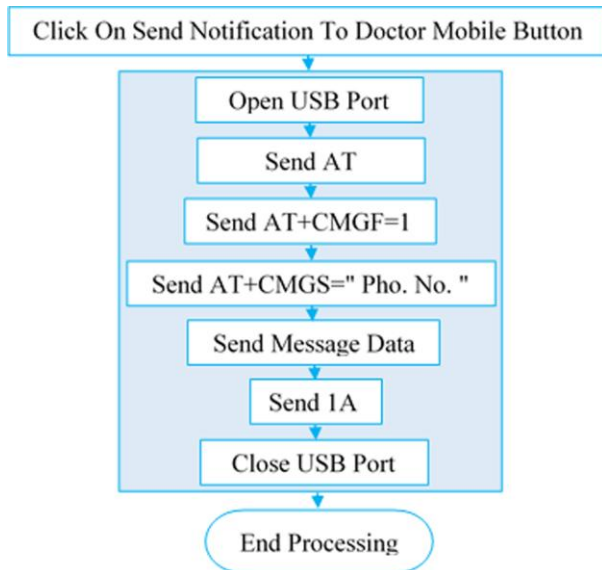 Click On Send Notification To Doctor Mobile Button
Open USB Port
Send AT
Send AT+CMGF=1
Send AT+CMGS=" Pho. No. "
Send Message Data
Send 1A
Close USB Port
End Processing